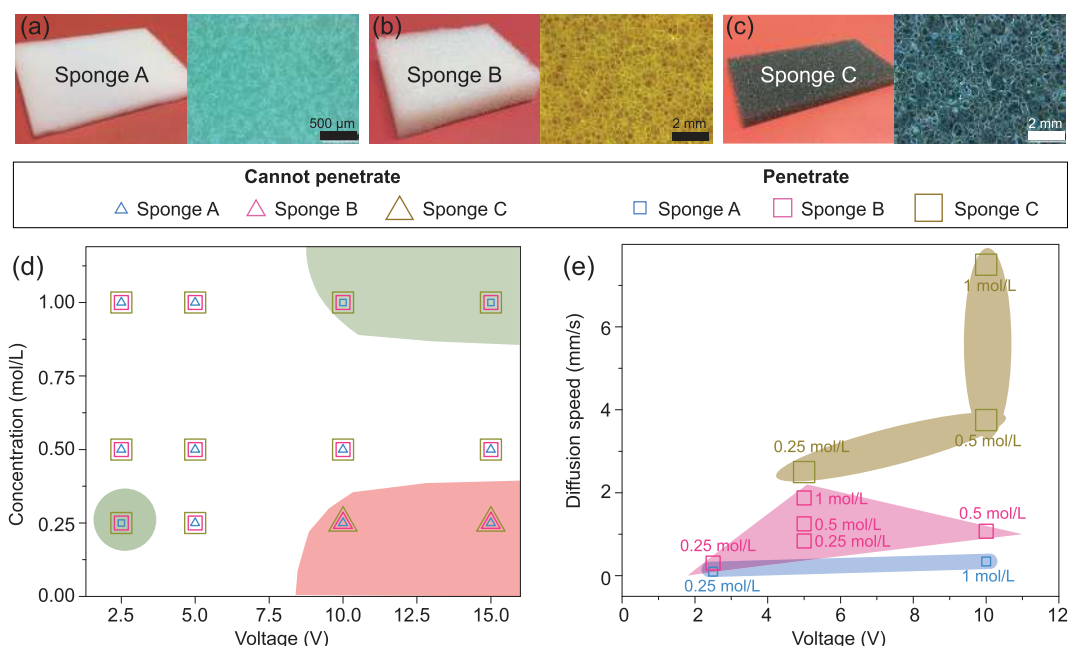 (a)
Sponge A
500 µm
(b)
Sponge B
2 mm
(c)
Sponge C
2 mm
Cannot penetrate
Sponge A
Sponge B
Sponge C
Penetrate
Sponge A
Sponge B
Sponge C
(d)
Concentration (mol/L)
1.00
0.75
0.50
0.25
0.00
2.5
5.0
7.5
10.0
12.5
15.0
Voltage (V)
(e)
Diffusion speed (mm/s)
6
4
2
0
0
2
4
6
8
10
12
Voltage (V)
1 mol/L
0.5 mol/L
0.25 mol/L
1 mol/L
0.5 mol/L
0.25 mol/L
0.5 mol/L
0.25 mol/L
0.25 mol/L
1 mol/L